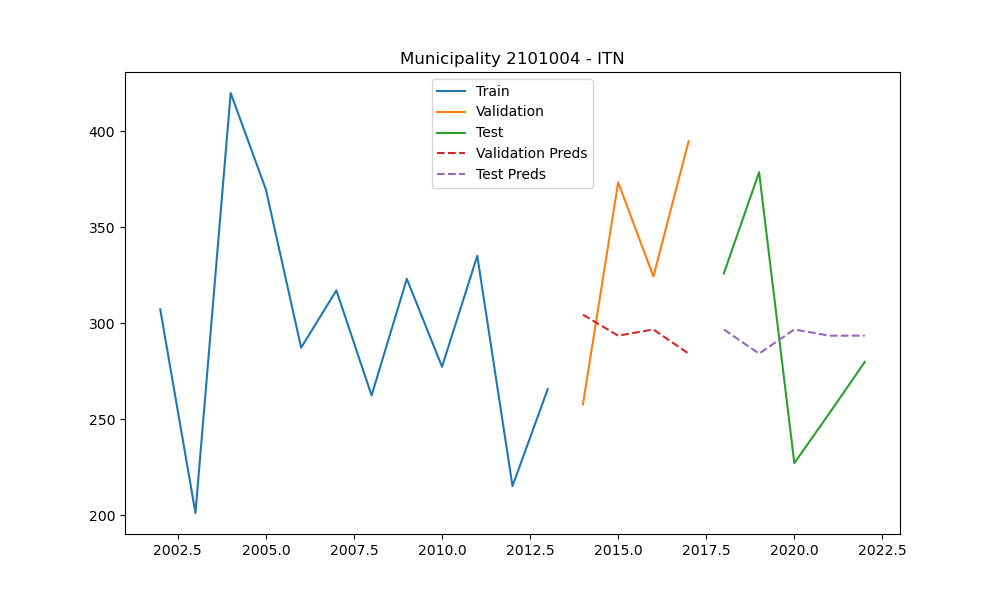 Municipality 2101004 - ITN
Train
Validation
Test
Validation Preds
Test Preds
400
350
300
250
200
2002.5 2005.0 2007.5 2010.0 2012.5 2015.0 2017.5 2020.0 2022.5